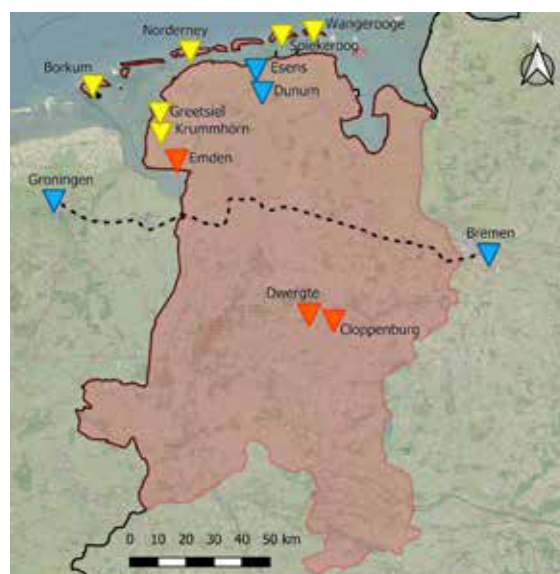 Wangerooge
Norderney
Spiekeroog
Borkum
Esens
Dunum
Greetsiel
Krummhörn
Emden
Groningen
Bremen
Dwergte
Cloppenburg
0 10 20 30 40 50 km